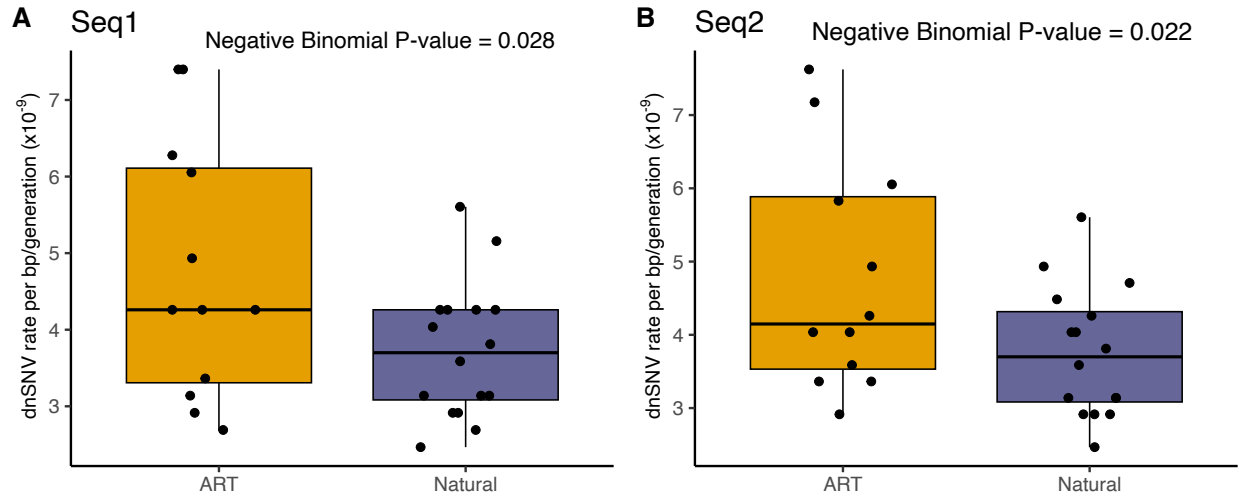 A
Seq1
Negative Binomial P-value = 0.028
dnSNV rate per bp/generation (x10⁻⁹)
7
6
5
4
3
ART
Natural
B
Seq2
Negative Binomial P-value = 0.022
dnSNV rate per bp/generation (x10⁻⁹)
7
6
5
4
3
ART
Natural